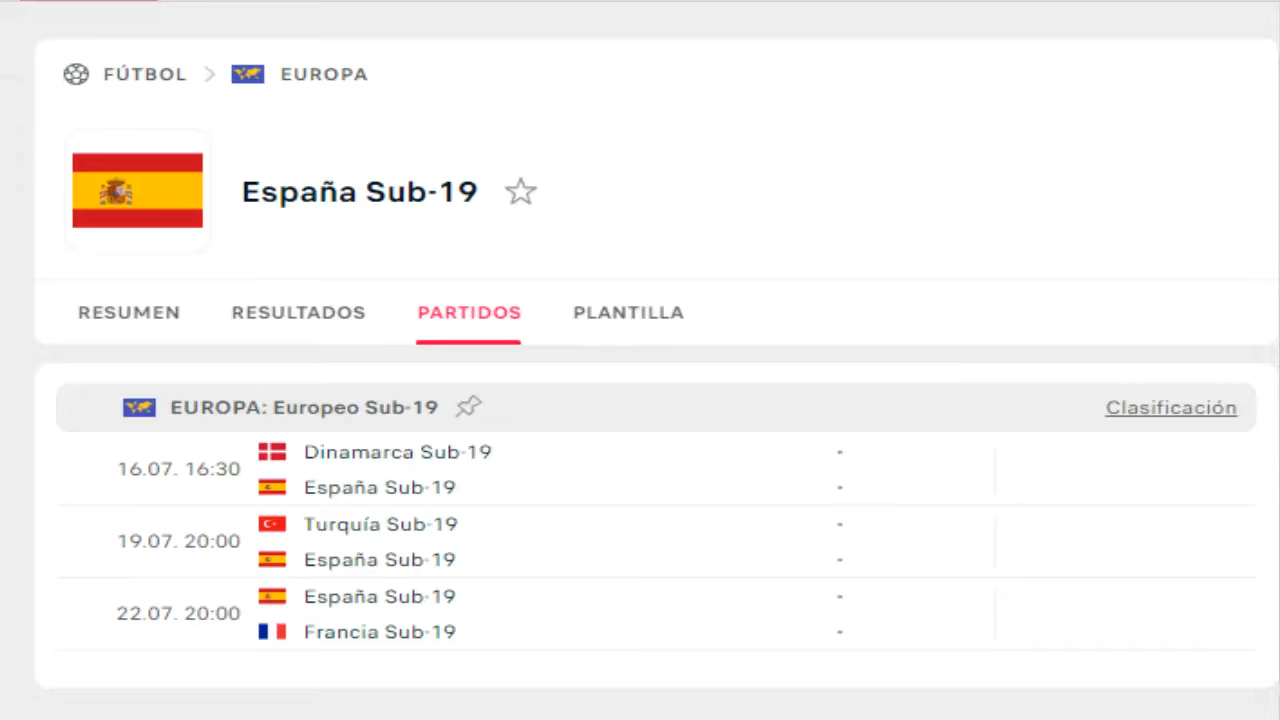 FÚTBOL > EUROPA
España Sub-19
RESUMEN RESULTADOS PARTIDOS PLANTILLA
EUROPA: Europeo Sub-19 Clasificación
Dinamarca Sub-19 -
16.07. 16:30
España Sub-19 -
Turquía Sub-19 -
19.07. 20:00
España Sub-19 -
España Sub-19 -
22.07. 20:00
Francia Sub-19 -